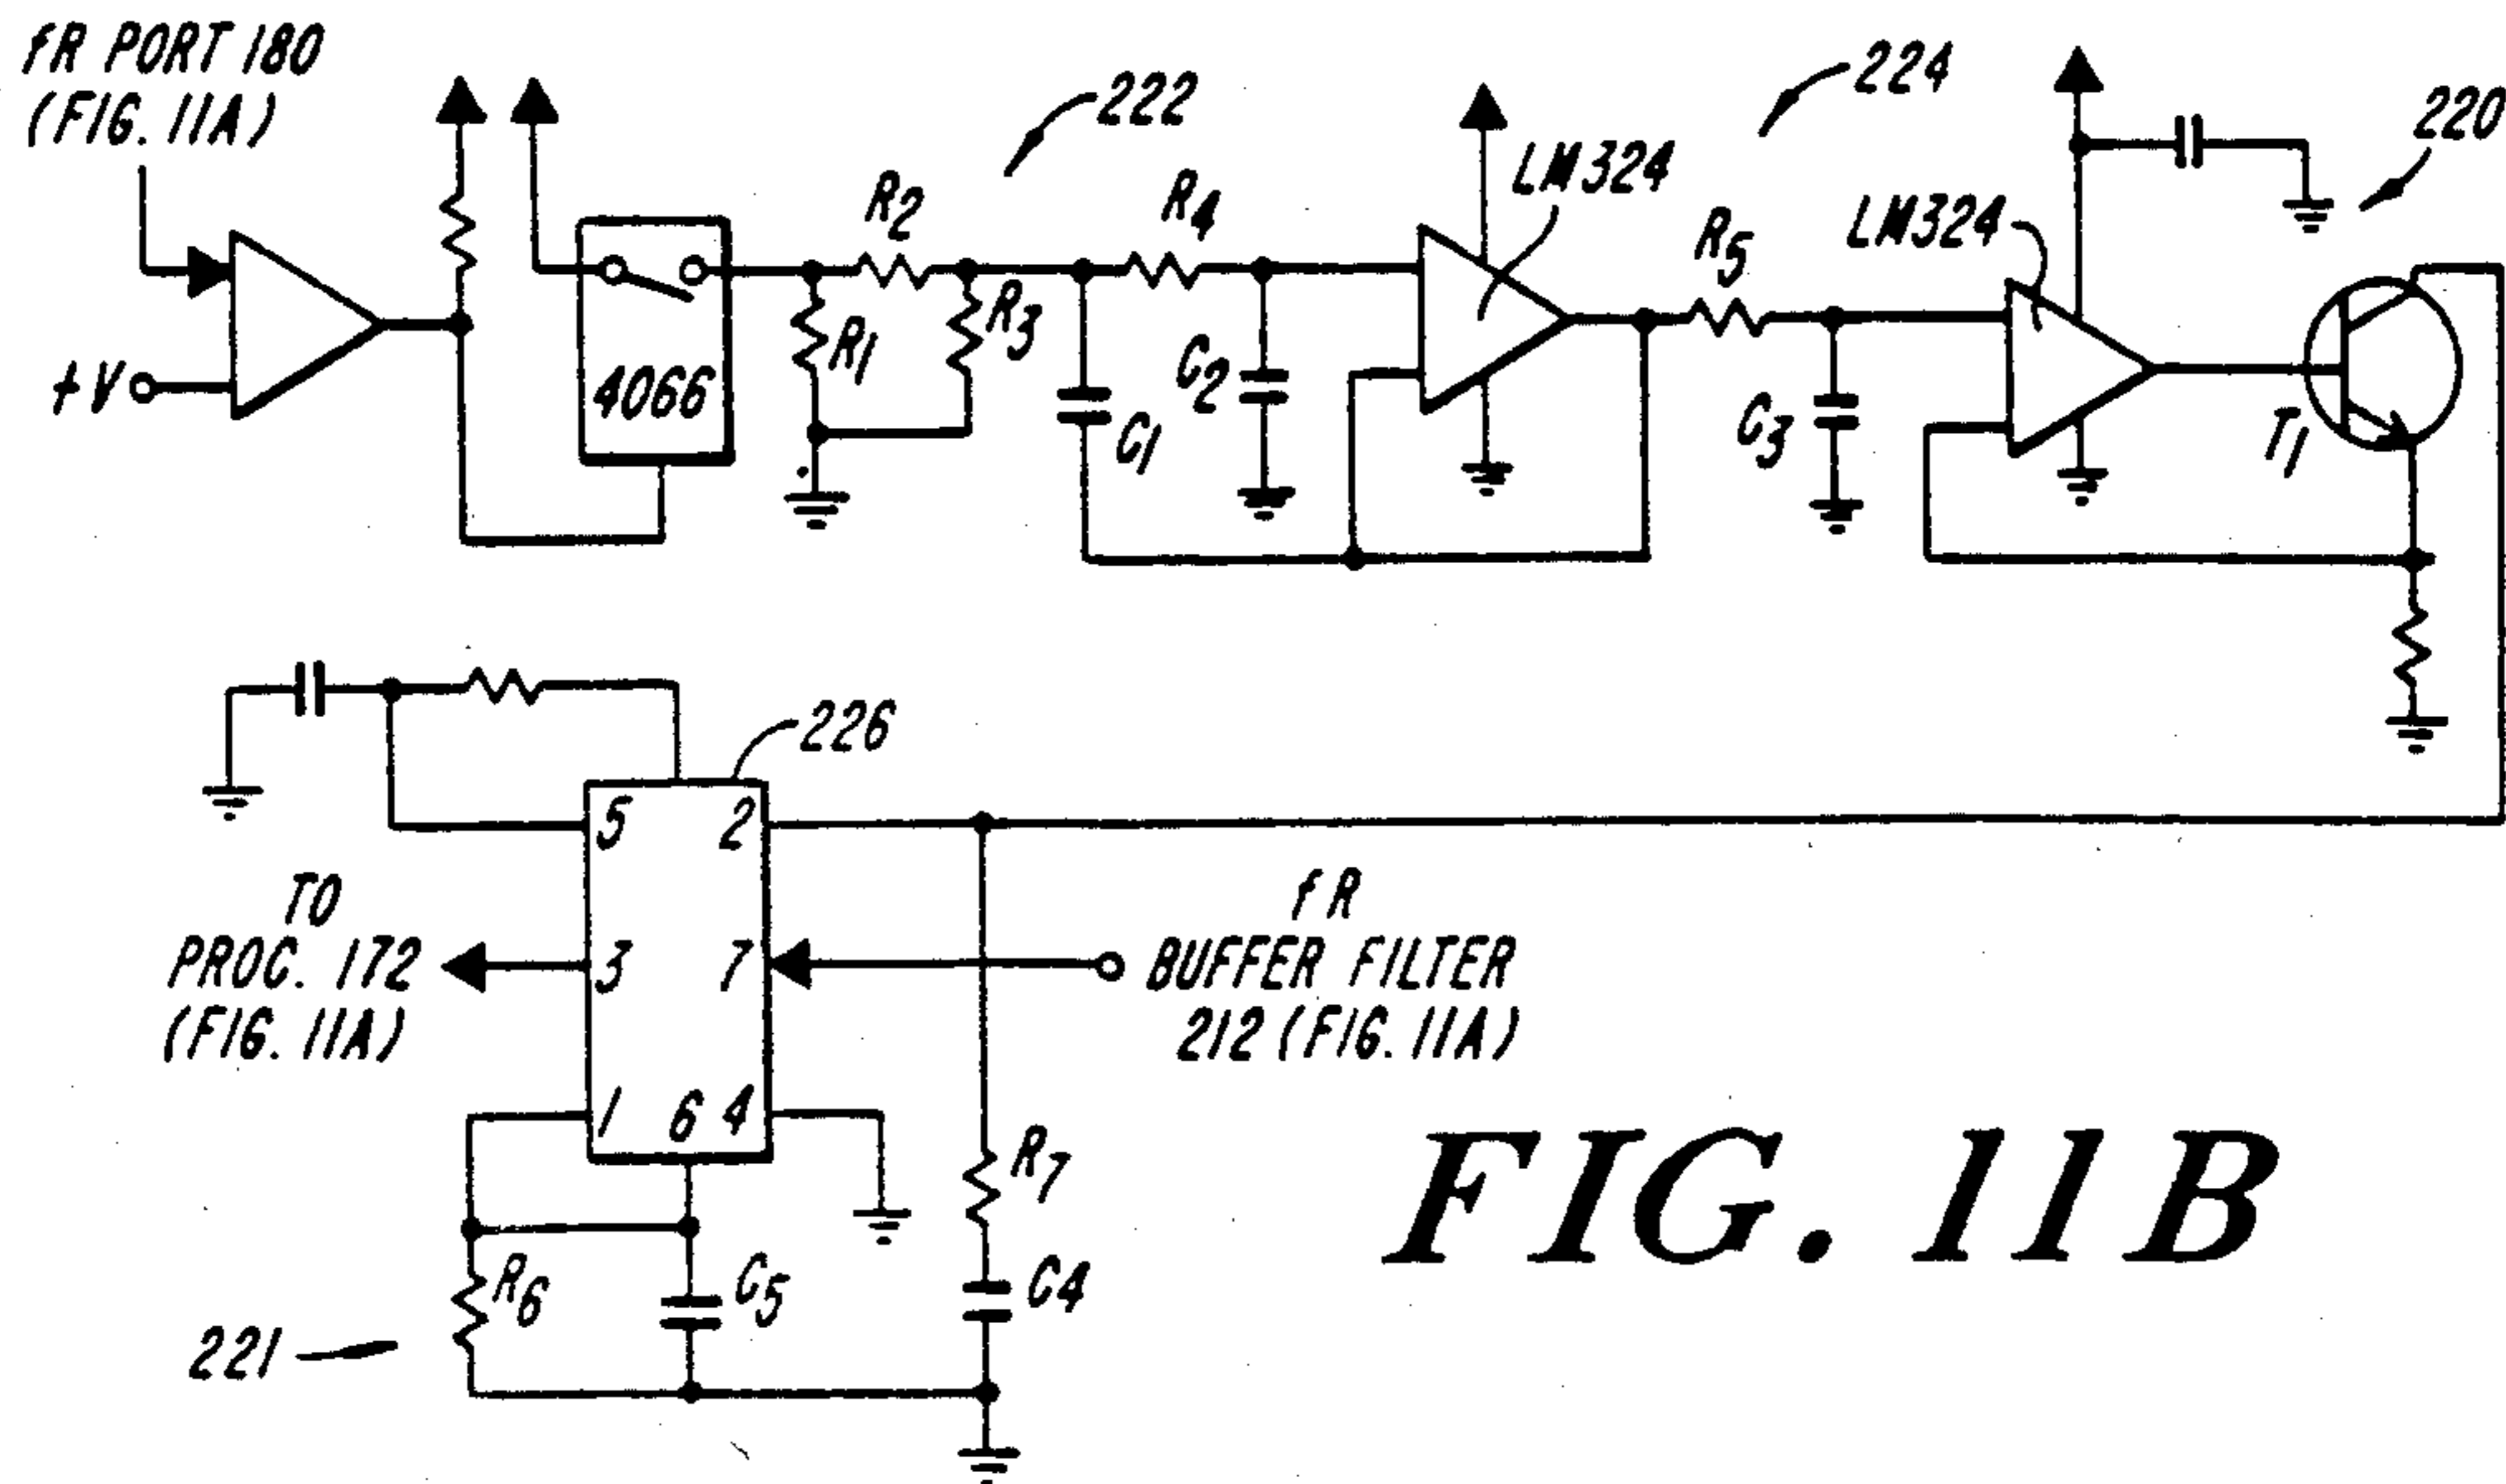 FR PORT 180
(FIG. 11A)
222
224
220
LM324
LM324
R2
R4
R5
+V
4066
R1
R3
C1
C2
C3
T1
226
5 2
TO
PROC. 172
(FIG. 11A)
3 7
FR
BUFFER FILTER
212 (FIG. 11A)
1 6 4
R7
R6
C5
C4
221
FIG. 11B